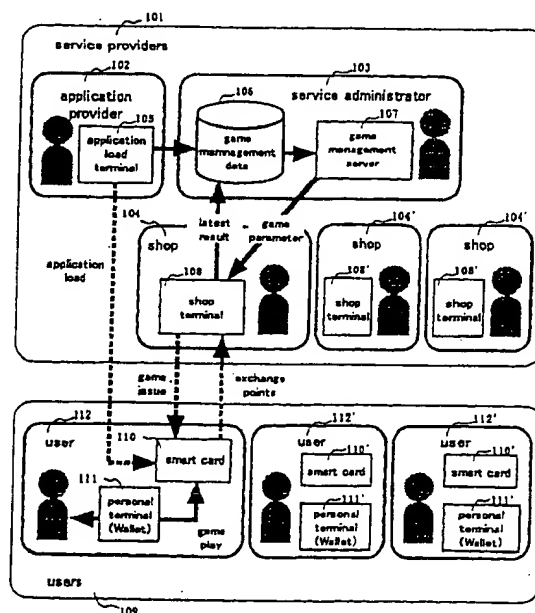 101
service providers
102
application
provider
105
application
load
terminal
103
service administrator
106
game
manmagement
data
107
game
management
server
104
shop
latest
result
game
parameter
108
shop
terminal
104'
shop
108'
shop
terminal
104'
shop
108'
shop
terminal
application
load
game
issue
exchange
points
112
user
110
smart card
111
personal
terminal
(Wallet)
game
play
112'
user
110'
smart card
111'
personal
terminal
(Wallet)
112'
user
110'
smart card
111'
personal
terminal
(Wallet)
users
109